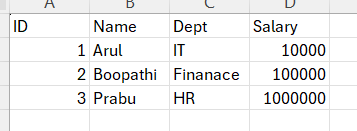 A B C D
ID Name Dept Salary
1 Arul IT 10000
2 Boopathi Finanace 100000
3 Prabu HR 1000000